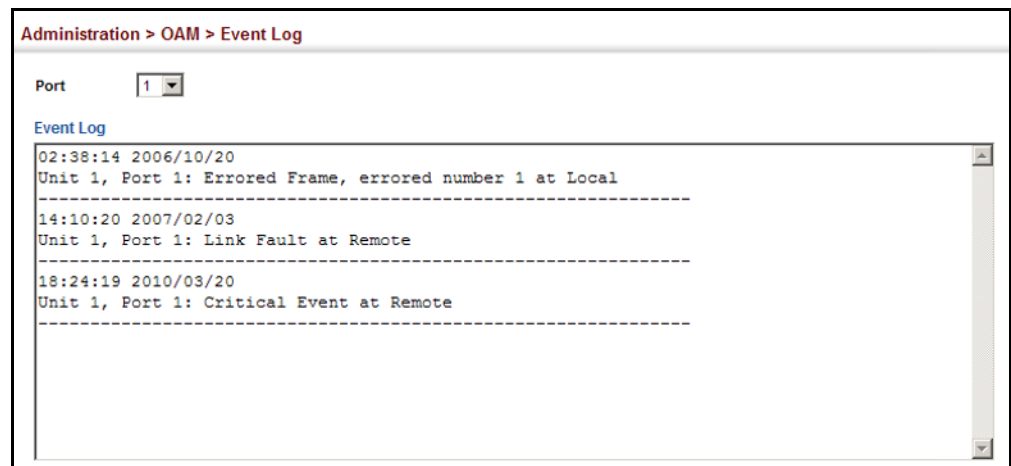 Administration > OAM > Event Log
Port 1
Event Log
02:38:14 2006/10/20
Unit 1, Port 1: Errored Frame, errored number 1 at Local
---------------------------------------------------------------
14:10:20 2007/02/03
Unit 1, Port 1: Link Fault at Remote
---------------------------------------------------------------
18:24:19 2010/03/20
Unit 1, Port 1: Critical Event at Remote
---------------------------------------------------------------